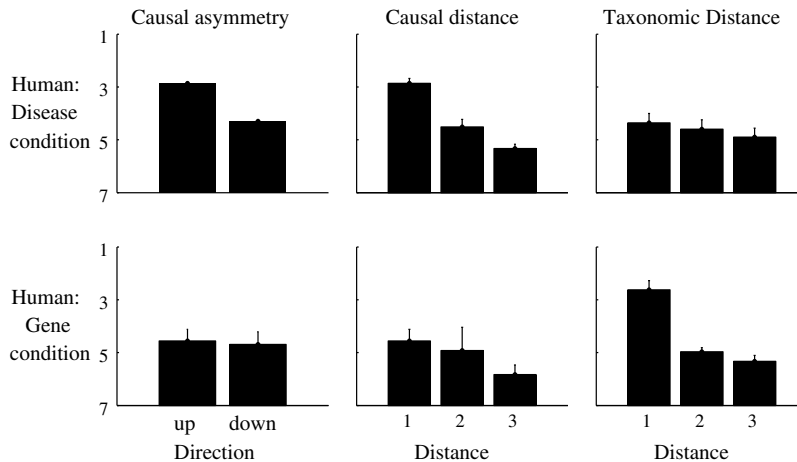 Causal asymmetry
Causal distance
Taxonomic Distance
Human:
Disease
condition
1
3
5
7
Human:
Gene
condition
1
3
5
7
up down
1 2 3
1 2 3
Direction
Distance
Distance